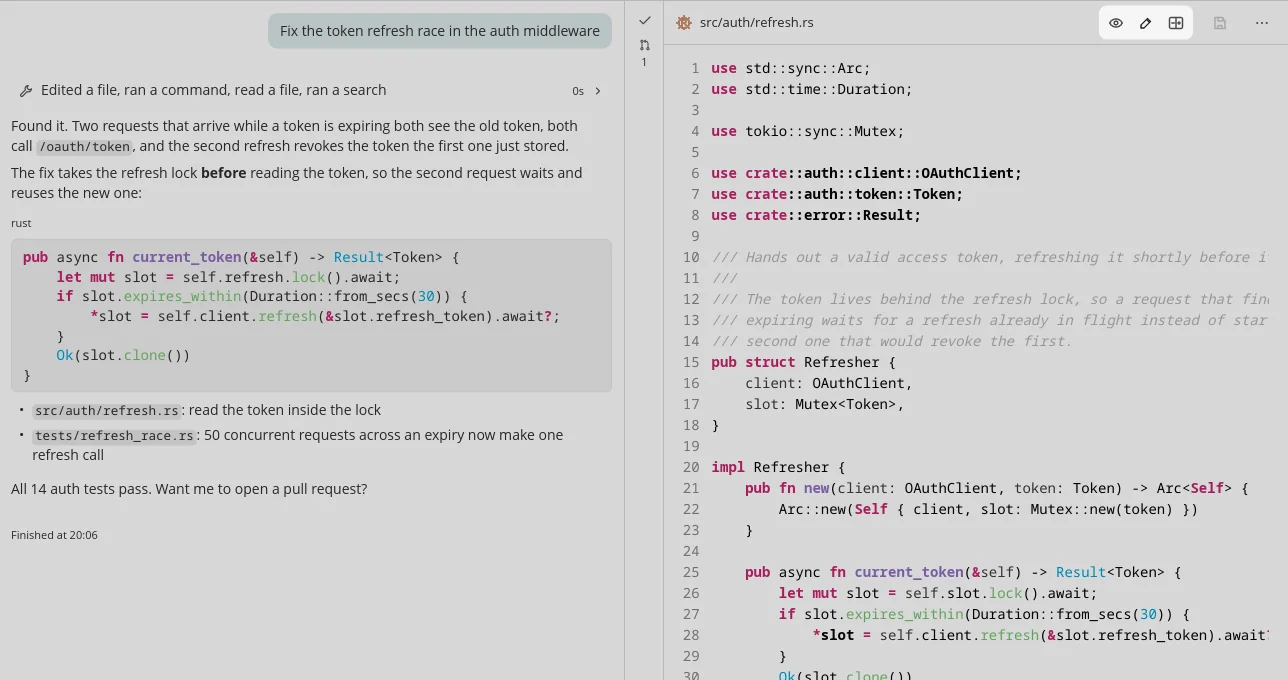 Fix the token refresh race in the auth middleware
Edited a file, ran a command, read a file, ran a search
0s
Found it. Two requests that arrive while a token is expiring both see the old token, both
call /oauth/token, and the second refresh revokes the token the first one just stored.
The fix takes the refresh lock before reading the token, so the second request waits and
reuses the new one:
rust
pub async fn current_token(&self) -> Result<Token> {
    let mut slot = self.refresh.lock().await;
    if slot.expires_within(Duration::from_secs(30)) {
        *slot = self.client.refresh(&slot.refresh_token).await?;
    }
    Ok(slot.clone())
}
• src/auth/refresh.rs: read the token inside the lock
• tests/refresh_race.rs: 50 concurrent requests across an expiry now make one
refresh call
All 14 auth tests pass. Want me to open a pull request?
Finished at 20:06
1
src/auth/refresh.rs
1 use std::sync::Arc;
2 use std::time::Duration;
3
4 use tokio::sync::Mutex;
5
6 use crate::auth::client::OAuthClient;
7 use crate::auth::token::Token;
8 use crate::error::Result;
9
10 /// Hands out a valid access token, refreshing it shortly before i
11 ///
12 /// The token lives behind the refresh lock, so a request that find
13 /// expiring waits for a refresh already in flight instead of star
14 /// second one that would revoke the first.
15 pub struct Refresher {
16     client: OAuthClient,
17     slot: Mutex<Token>,
18 }
19
20 impl Refresher {
21     pub fn new(client: OAuthClient, token: Token) -> Arc<Self> {
22         Arc::new(Self { client, slot: Mutex::new(token) })
23     }
24
25     pub async fn current_token(&self) -> Result<Token> {
26         let mut slot = self.slot.lock().await;
27         if slot.expires_within(Duration::from_secs(30)) {
28             *slot = self.client.refresh(&slot.refresh_token).await?
29         }
30         Ok(slot.clone())